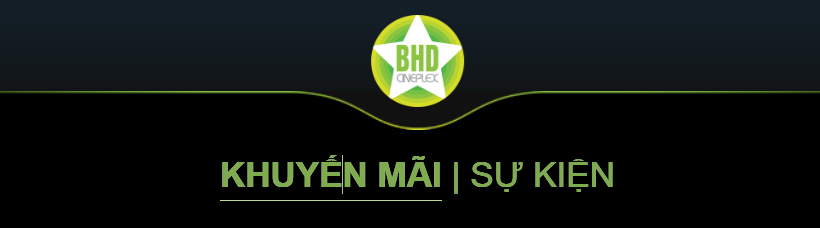 BHD
CINEPLEX
KHUYẾN MÃI | SỰ KIỆN